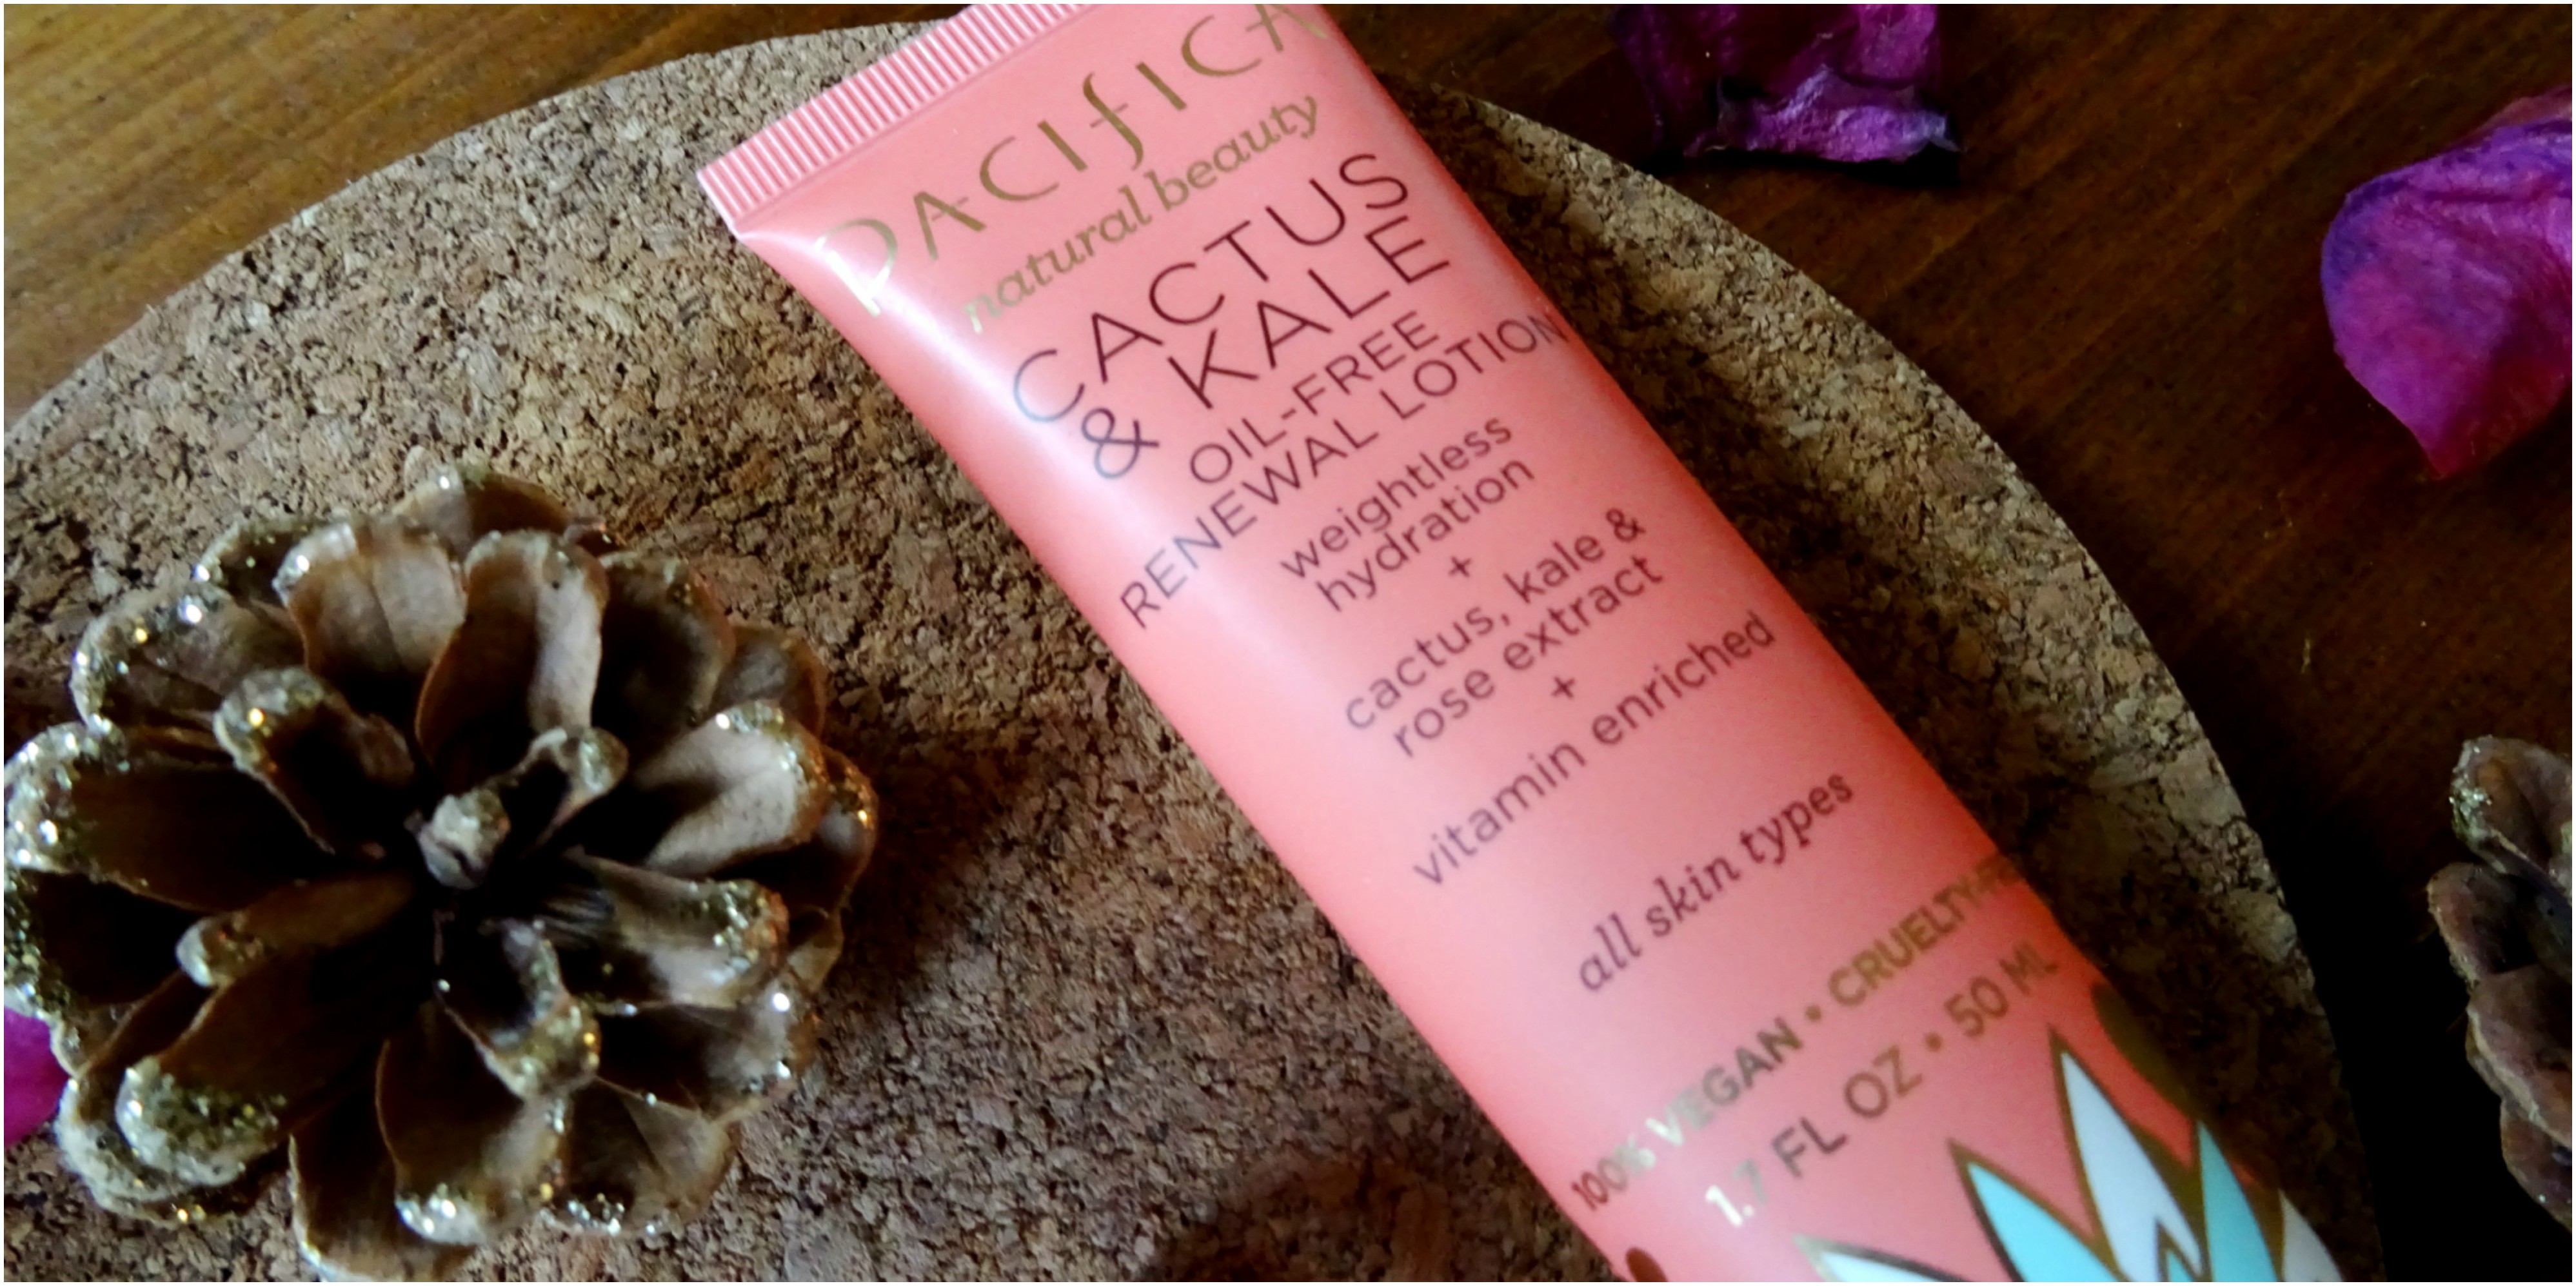 PACIFICA
natural beauty
CACTUS
& KALE
OIL-FREE
RENEWAL LOTION
weightless
hydration
+
cactus, kale &
rose extract
+
vitamin enriched
all skin types
100% VEGAN • CRUELTY-FREE
1.7 FL OZ • 50 ML